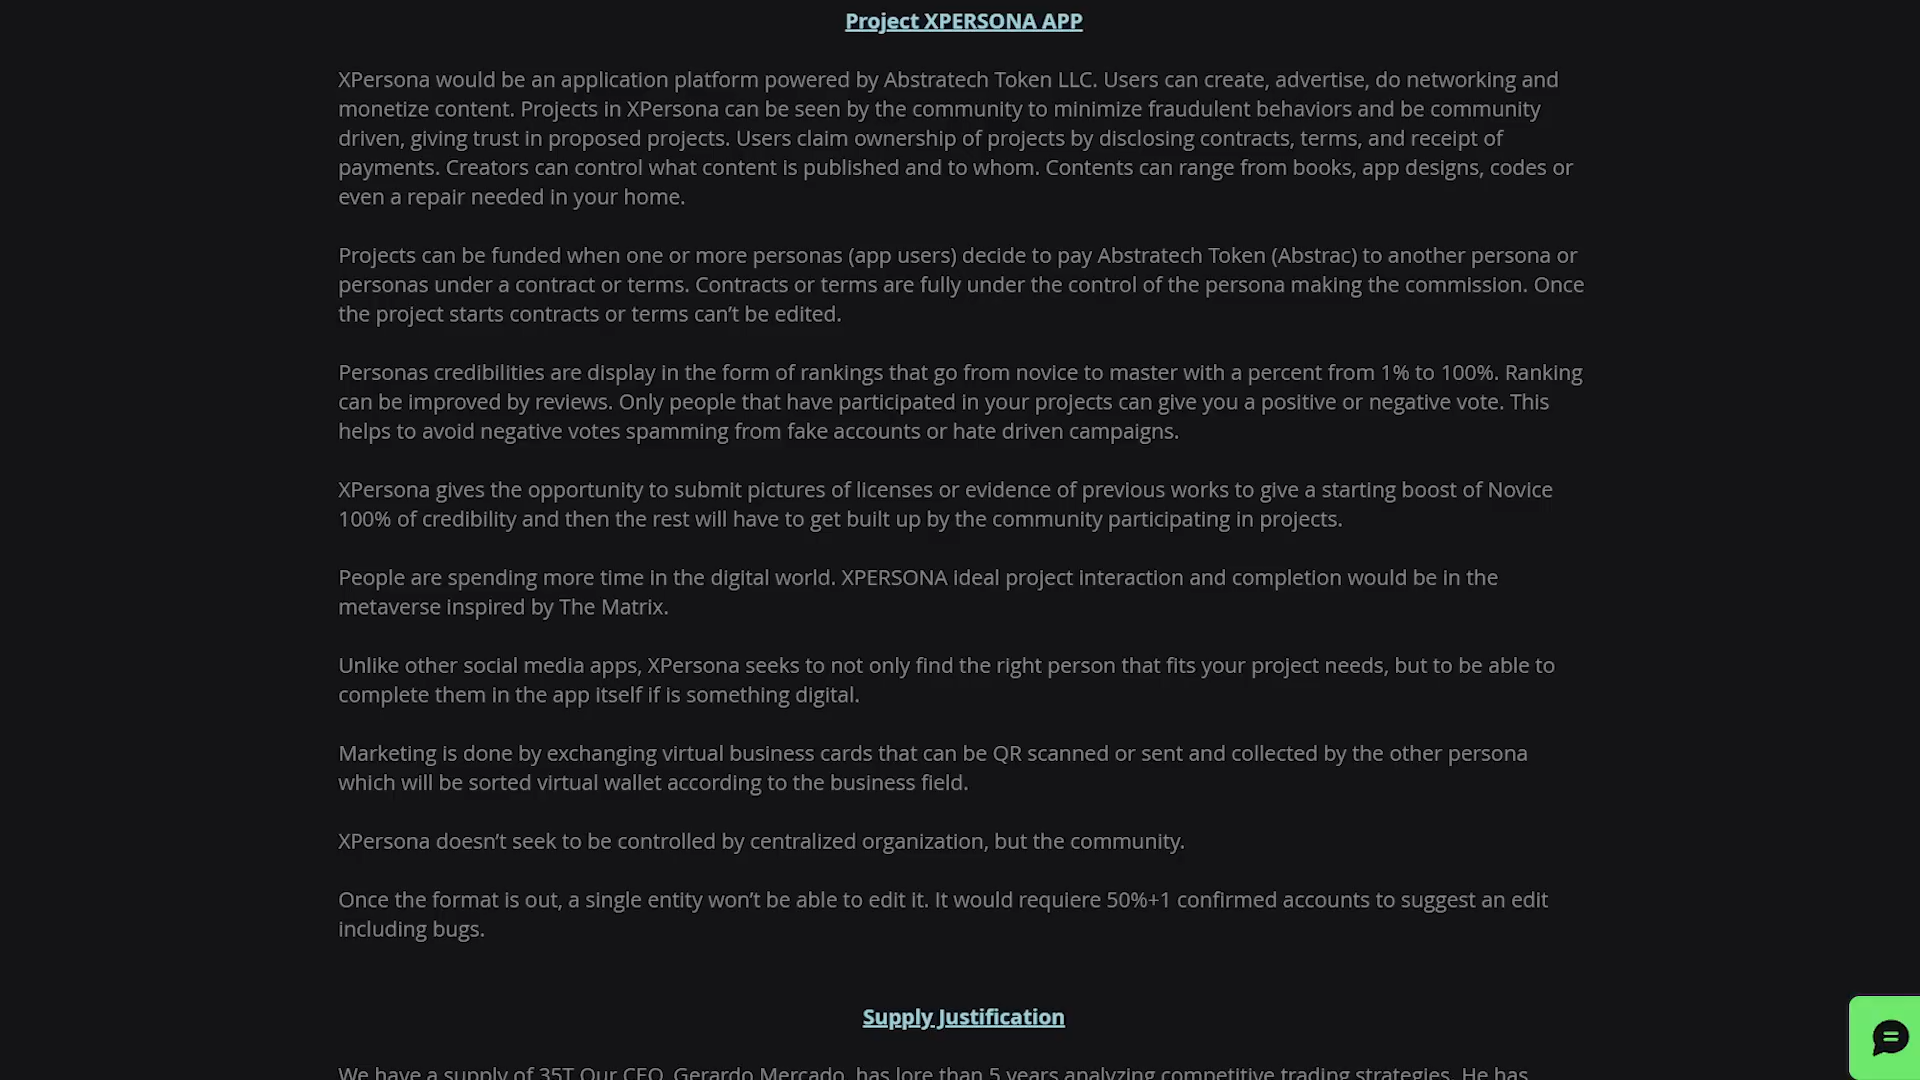 Project XPERSONA APP
XPersona would be an application platform powered by Abstratech Token LLC. Users can create, advertise, do networking and
monetize content. Projects in XPersona can be seen by the community to minimize fraudulent behaviors and be community
driven, giving trust in proposed projects. Users claim ownership of projects by disclosing contracts, terms, and receipt of
payments. Creators can control what content is published and to whom. Contents can range from books, app designs, codes or
even a repair needed in your home.
Projects can be funded when one or more personas (app users) decide to pay Abstratech Token (Abstrac) to another persona or
personas under a contract or terms. Contracts or terms are fully under the control of the persona making the commission. Once
the project starts contracts or terms can’t be edited.
Personas credibilities are display in the form of rankings that go from novice to master with a percent from 1% to 100%. Ranking
can be improved by reviews. Only people that have participated in your projects can give you a positive or negative vote. This
helps to avoid negative votes spamming from fake accounts or hate driven campaigns.
XPersona gives the opportunity to submit pictures of licenses or evidence of previous works to give a starting boost of Novice
100% of credibility and then the rest will have to get built up by the community participating in projects.
People are spending more time in the digital world. XPERSONA ideal project interaction and completion would be in the
metaverse inspired by The Matrix.
Unlike other social media apps, XPersona seeks to not only find the right person that fits your project needs, but to be able to
complete them in the app itself if is something digital.
Marketing is done by exchanging virtual business cards that can be QR scanned or sent and collected by the other persona
which will be sorted virtual wallet according to the business field.
XPersona doesn’t seek to be controlled by centralized organization, but the community.
Once the format is out, a single entity won’t be able to edit it. It would requiere 50%+1 confirmed accounts to suggest an edit
including bugs.
Supply Justification
We have a supply of 35T Our CEO, Gerardo Mercado, has lore than 5 years analyzing competitive trading strategies. He has